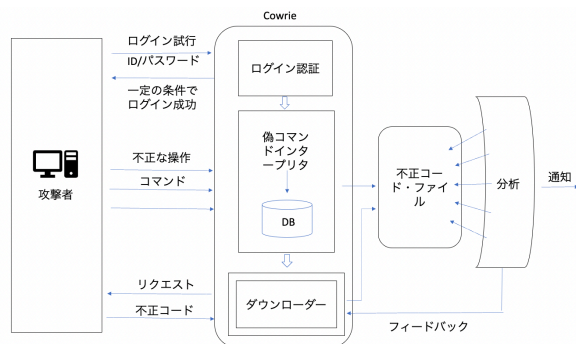 Cowrie
ログイン試行
ID/パスワード
一定の条件で
ログイン成功
ログイン認証
不正な操作
コマンド
攻撃者
偽コマン
ドインタ
ープリタ
DB
不正コー
ド・ファイ
ル
分析
通知
リクエスト
不正コード
ダウンローダー
フィードバック